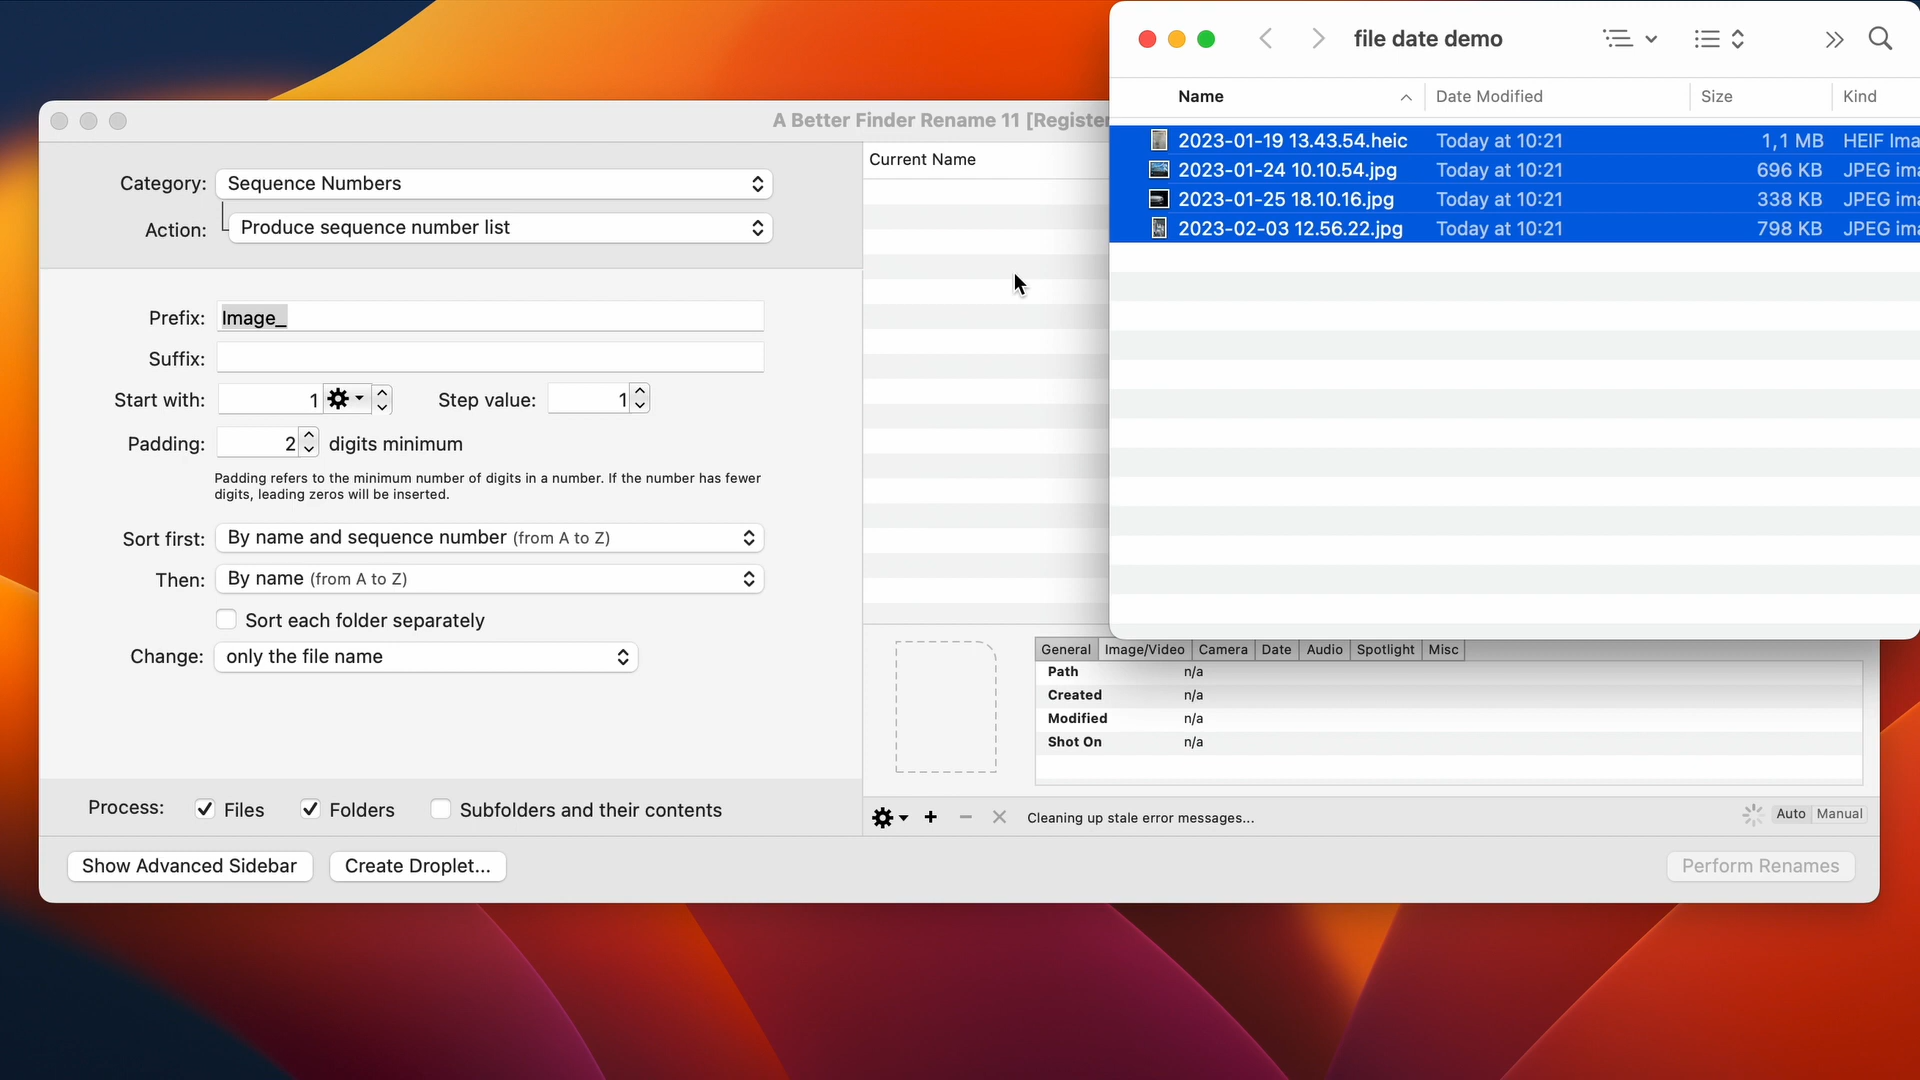 file date demo
Name
Date Modified
Size
Kind
2023-01-19 13.43.54.heic Today at 10:21 1,1 MB HEIF Ima
2023-01-24 10.10.54.jpg Today at 10:21 696 KB JPEG ima
2023-01-25 18.10.16.jpg Today at 10:21 338 KB JPEG ima
2023-02-03 12.56.22.jpg Today at 10:21 798 KB JPEG ima
A Better Finder Rename 11 [Register
Category: Sequence Numbers
Action: Produce sequence number list
Prefix: Image_
Suffix:
Start with: 1 Step value: 1
Padding: 2 digits minimum
Padding refers to the minimum number of digits in a number. If the number has fewer
digits, leading zeros will be inserted.
Sort first: By name and sequence number (from A to Z)
Then: By name (from A to Z)
Sort each folder separately
Change: only the file name
Process: Files Folders Subfolders and their contents
Show Advanced Sidebar Create Droplet...
Current Name
General Image/Video Camera Date Audio Spotlight Misc
Path n/a
Created n/a
Modified n/a
Shot On n/a
Cleaning up stale error messages...
Auto Manual
Perform Renames